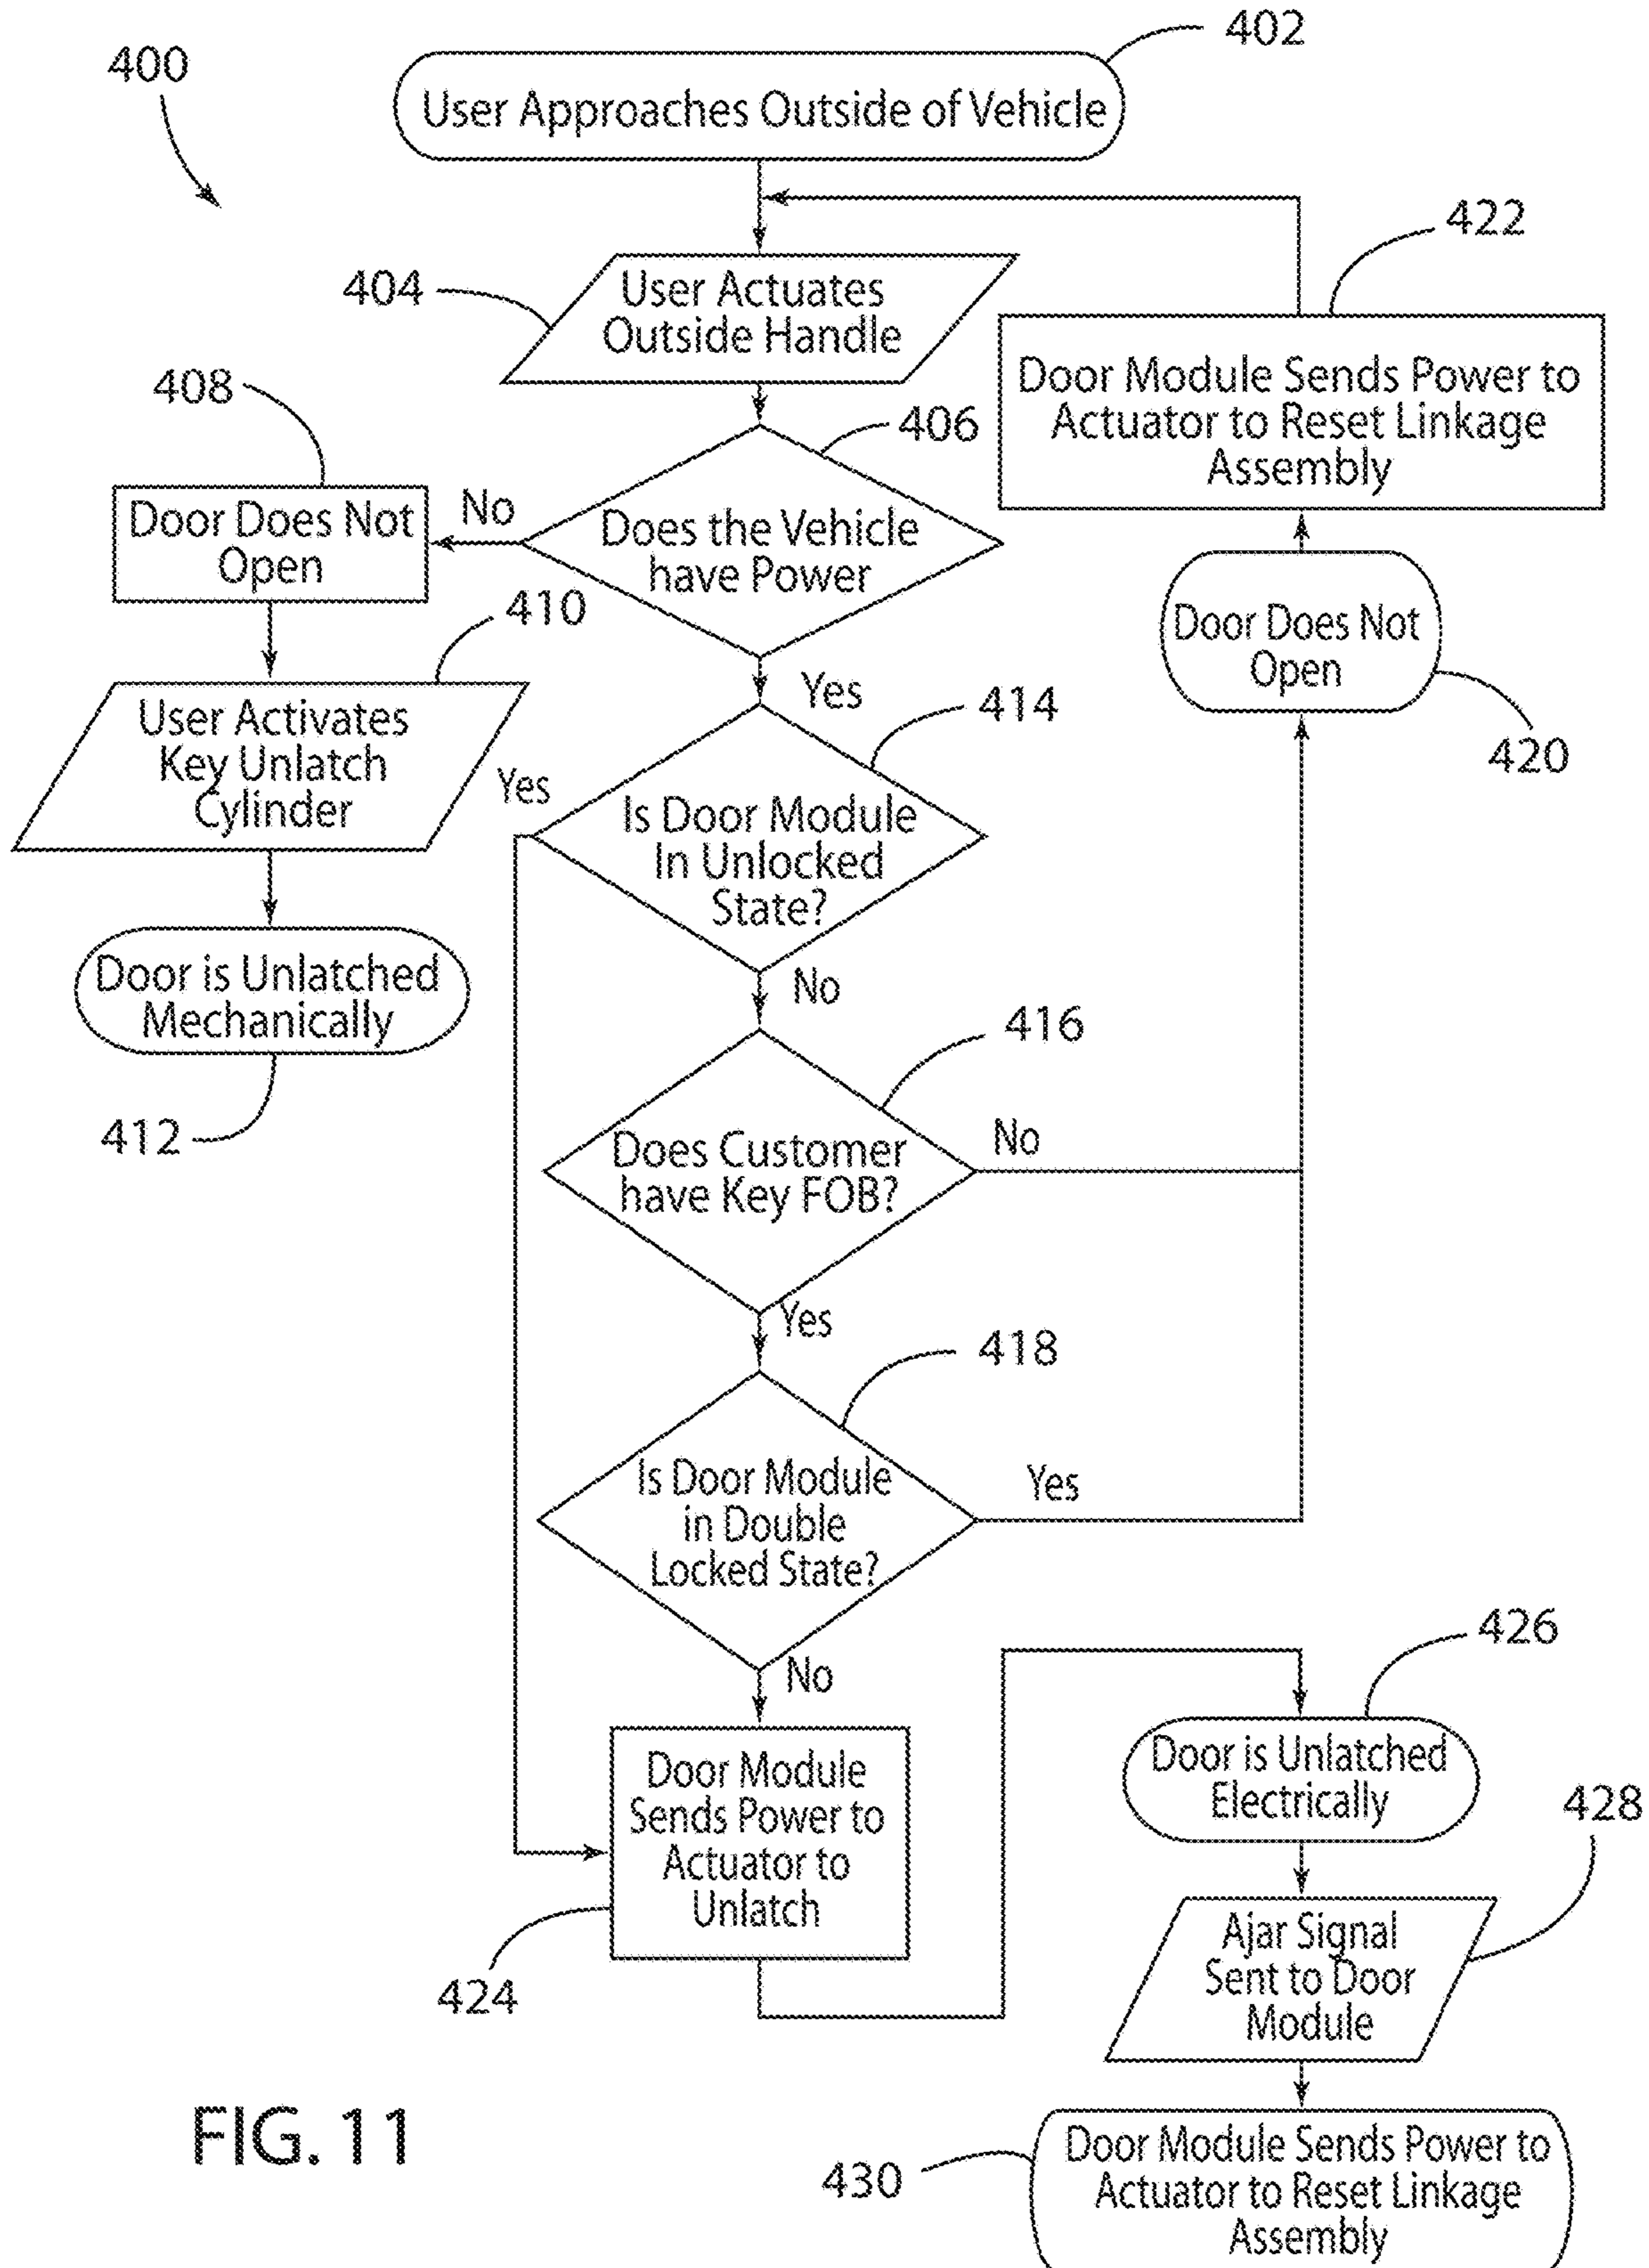 400
402
User Approaches Outside of Vehicle
422
404
User Actuates
Outside Handle
Door Module Sends Power to
Actuator to Reset Linkage
Assembly
408
406
Door Does Not
Open
No
Does the Vehicle
have Power
410
Yes
Door Does Not
Open
420
User Activates
Key Unlatch
Cylinder
414
Yes
Is Door Module
In Unlocked
State?
Door is Unlatched
Mechanically
412
No
416
Does Customer
have Key FOB?
No
Yes
418
Is Door Module
in Double
Locked State?
Yes
No
426
Door Module
Sends Power to
Actuator to
Unlatch
424
Door is Unlatched
Electrically
428
Ajar Signal
Sent to Door
Module
FIG. 11
430
Door Module Sends Power to
Actuator to Reset Linkage
Assembly